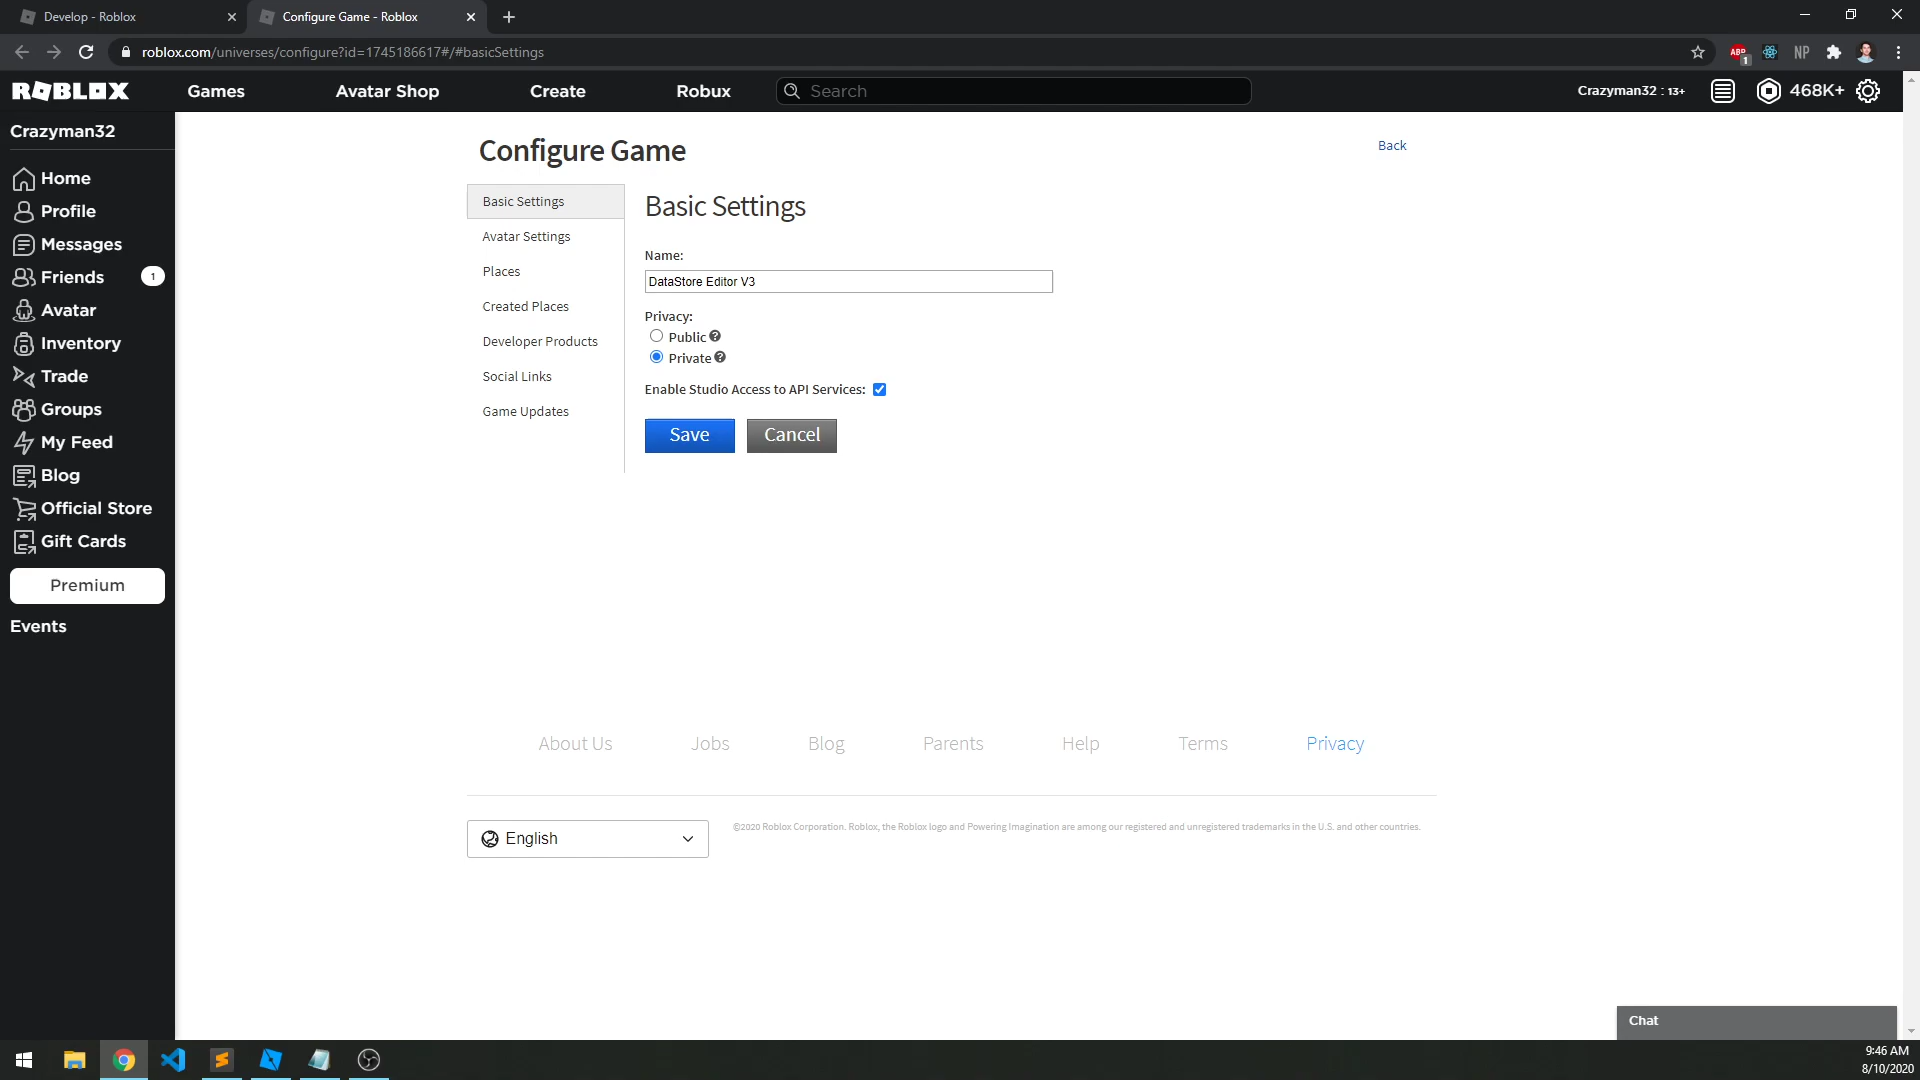 Develop - Roblox
Configure Game - Roblox
roblox.com/universes/configure?id=1745186617#/#basicSettings
ABP
1
NP
ROBLOX
Games
Avatar Shop
Create
Robux
Search
Crazyman32 : 13+
468K+
Crazyman32
Home
Profile
Messages
Friends
1
Avatar
Inventory
Trade
Groups
My Feed
Blog
Official Store
Gift Cards
Premium
Events
Configure Game
Back
Basic Settings
Avatar Settings
Places
Created Places
Developer Products
Social Links
Game Updates
Basic Settings
Name:
DataStore Editor V3
Privacy:
Public
Private
Enable Studio Access to API Services:
Save
Cancel
About Us
Jobs
Blog
Parents
Help
Terms
Privacy
English
©2020 Roblox Corporation. Roblox, the Roblox logo and Powering Imagination are among our registered and unregistered trademarks in the U.S. and other countries.
Chat
9:46 AM
8/10/2020